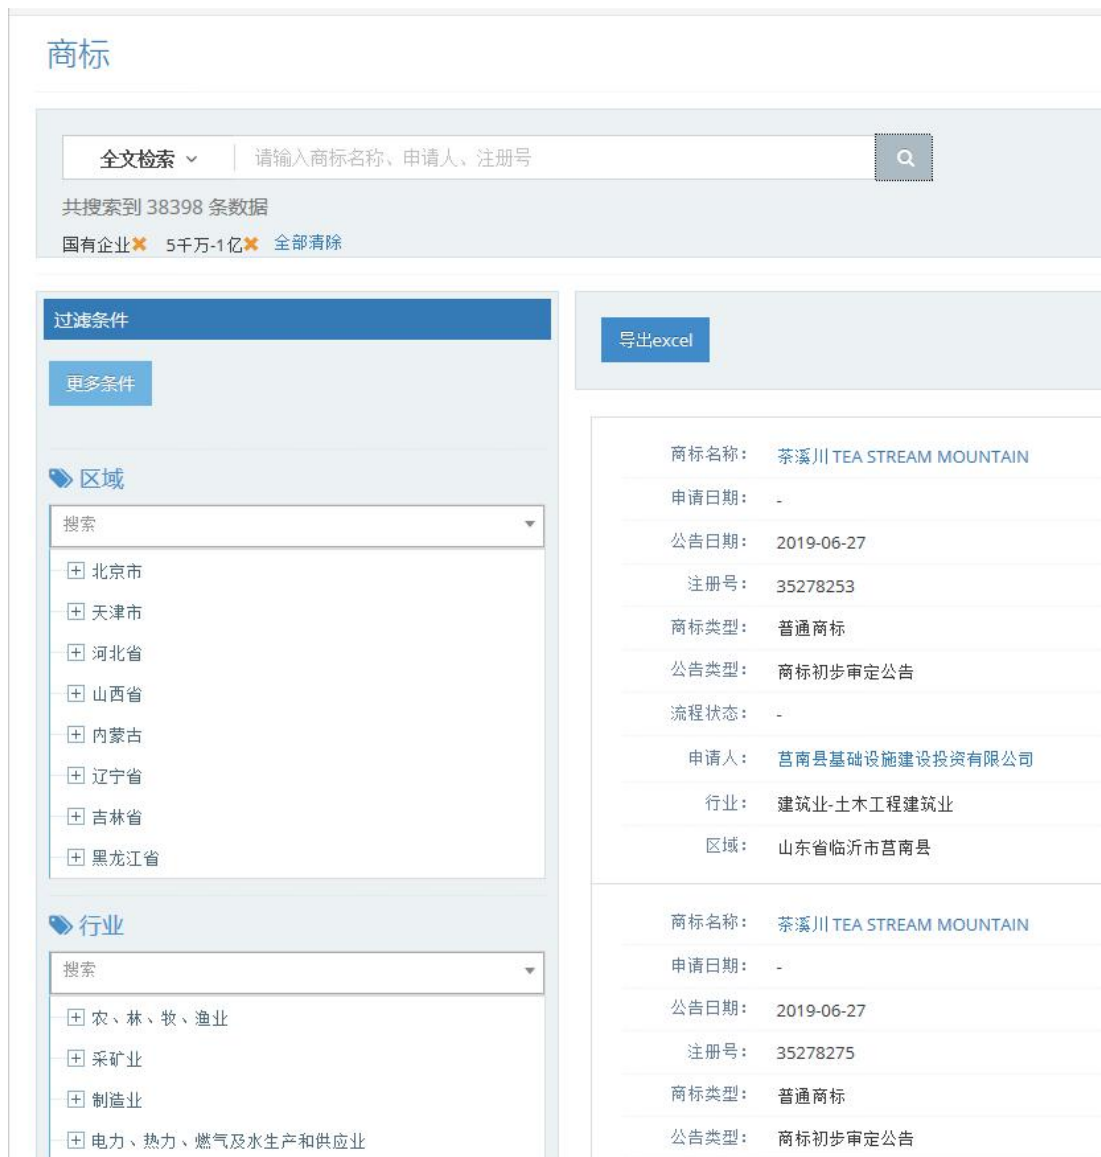 商标
全文检索
请输入商标名称、申请人、注册号
共搜索到 38398 条数据
国有企业 5千万-1亿 全部清除
过滤条件
更多条件
区域
搜索
北京市
天津市
河北省
山西省
内蒙古
辽宁省
吉林省
黑龙江省
行业
搜索
农、林、牧、渔业
采矿业
制造业
电力、热力、燃气及水生产和供应业
导出excel
商标名称： 茶溪川 TEA STREAM MOUNTAIN
申请日期： -
公告日期： 2019-06-27
注册号： 35278253
商标类型： 普通商标
公告类型： 商标初步审定公告
流程状态： -
申请人： 莒南县基础设施建设投资有限公司
行业： 建筑业-土木工程建筑业
区域： 山东省临沂市莒南县
商标名称： 茶溪川 TEA STREAM MOUNTAIN
申请日期： -
公告日期： 2019-06-27
注册号： 35278275
商标类型： 普通商标
公告类型： 商标初步审定公告